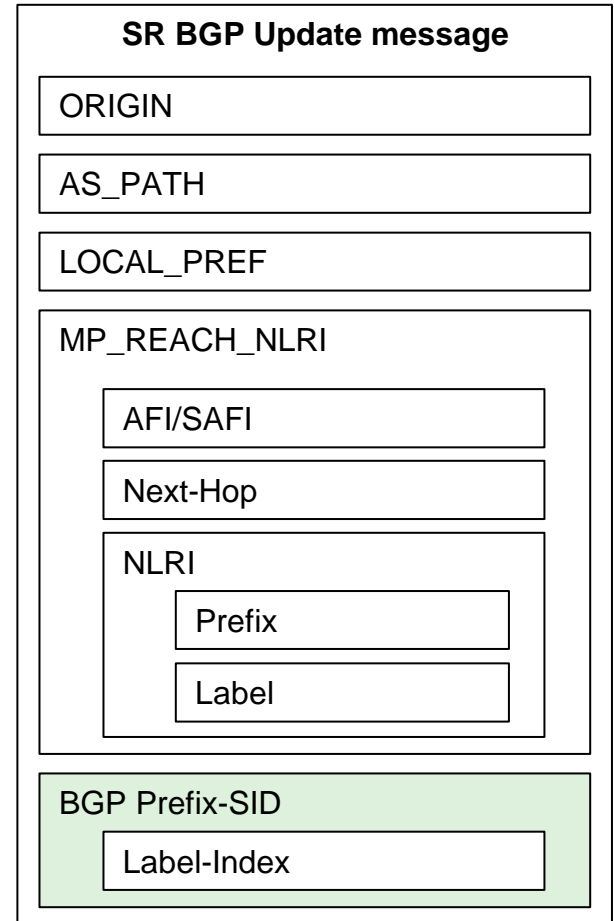 SR BGP Update message
ORIGIN
AS_PATH
LOCAL_PREF
MP_REACH_NLRI
AFI/SAFI
Next-Hop
NLRI
Prefix
Label
BGP Prefix-SID
Label-Index